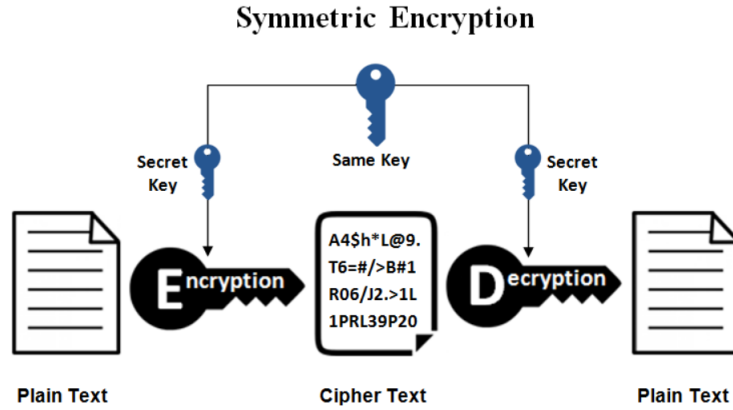 Symmetric Encryption
Secret
Key
Same Key
Secret
Key
Encryption
A4$h*L@9.
T6=#/>B#1
R06/J2.>1L
1PRL39P20
Decryption
Plain Text
Cipher Text
Plain Text